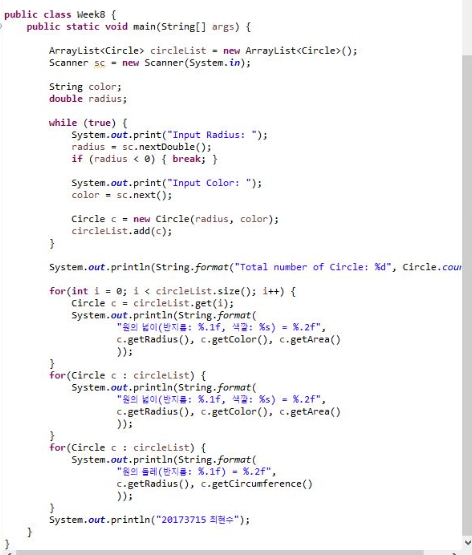 public class Week8 {
public static void main(String[] args) {
ArrayList<Circle> circleList = new ArrayList<Circle>();
Scanner sc = new Scanner(System.in);
String color;
double radius;
while (true) {
System.out.print("Input Radius: ");
radius = sc.nextDouble();
if (radius < 0) { break; }
System.out.print("Input Color: ");
color = sc.next();
Circle c = new Circle(radius, color);
circleList.add(c);
}
System.out.println(String.format("Total number of Circle: %d", Circle.coun
for(int i = 0; i < circleList.size(); i++) {
Circle c = circleList.get(i);
System.out.println(String.format(
"원의 넓이(반지름: %.1f, 색깔: %s) = %.2f",
c.getRadius(), c.getColor(), c.getArea()
));
}
for(Circle c : circleList) {
System.out.println(String.format(
"원의 넓이(반지름: %.1f, 색깔: %s) = %.2f",
c.getRadius(), c.getColor(), c.getArea()
));
}
for(Circle c : circleList) {
System.out.println(String.format(
"원의 둘레(반지름: %.1f) = %.2f",
c.getRadius(), c.getCircumference()
));
}
System.out.println("20173715 최현수");
}
}